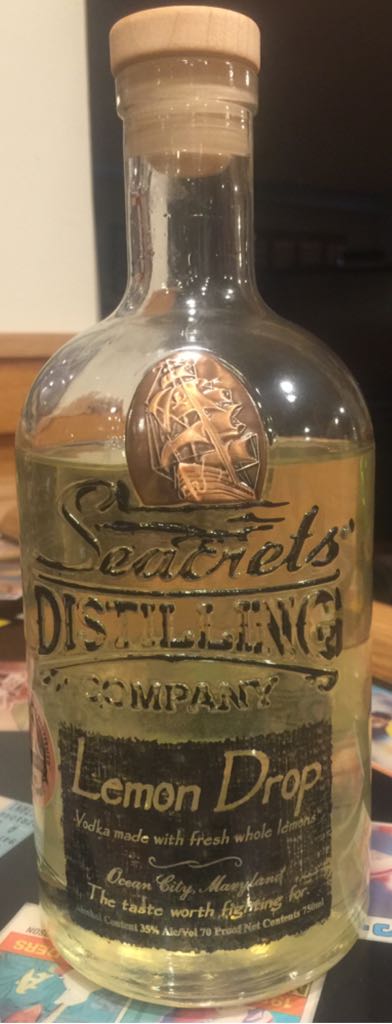 Seacrets
DISTILLING
COMPANY
Lemon Drop
Vodka made with fresh whole lemons
Ocean City, Maryland
The taste worth fighting for.
Alcohol Content 35% Alc/Vol 70 Proof Net Contents 750ml